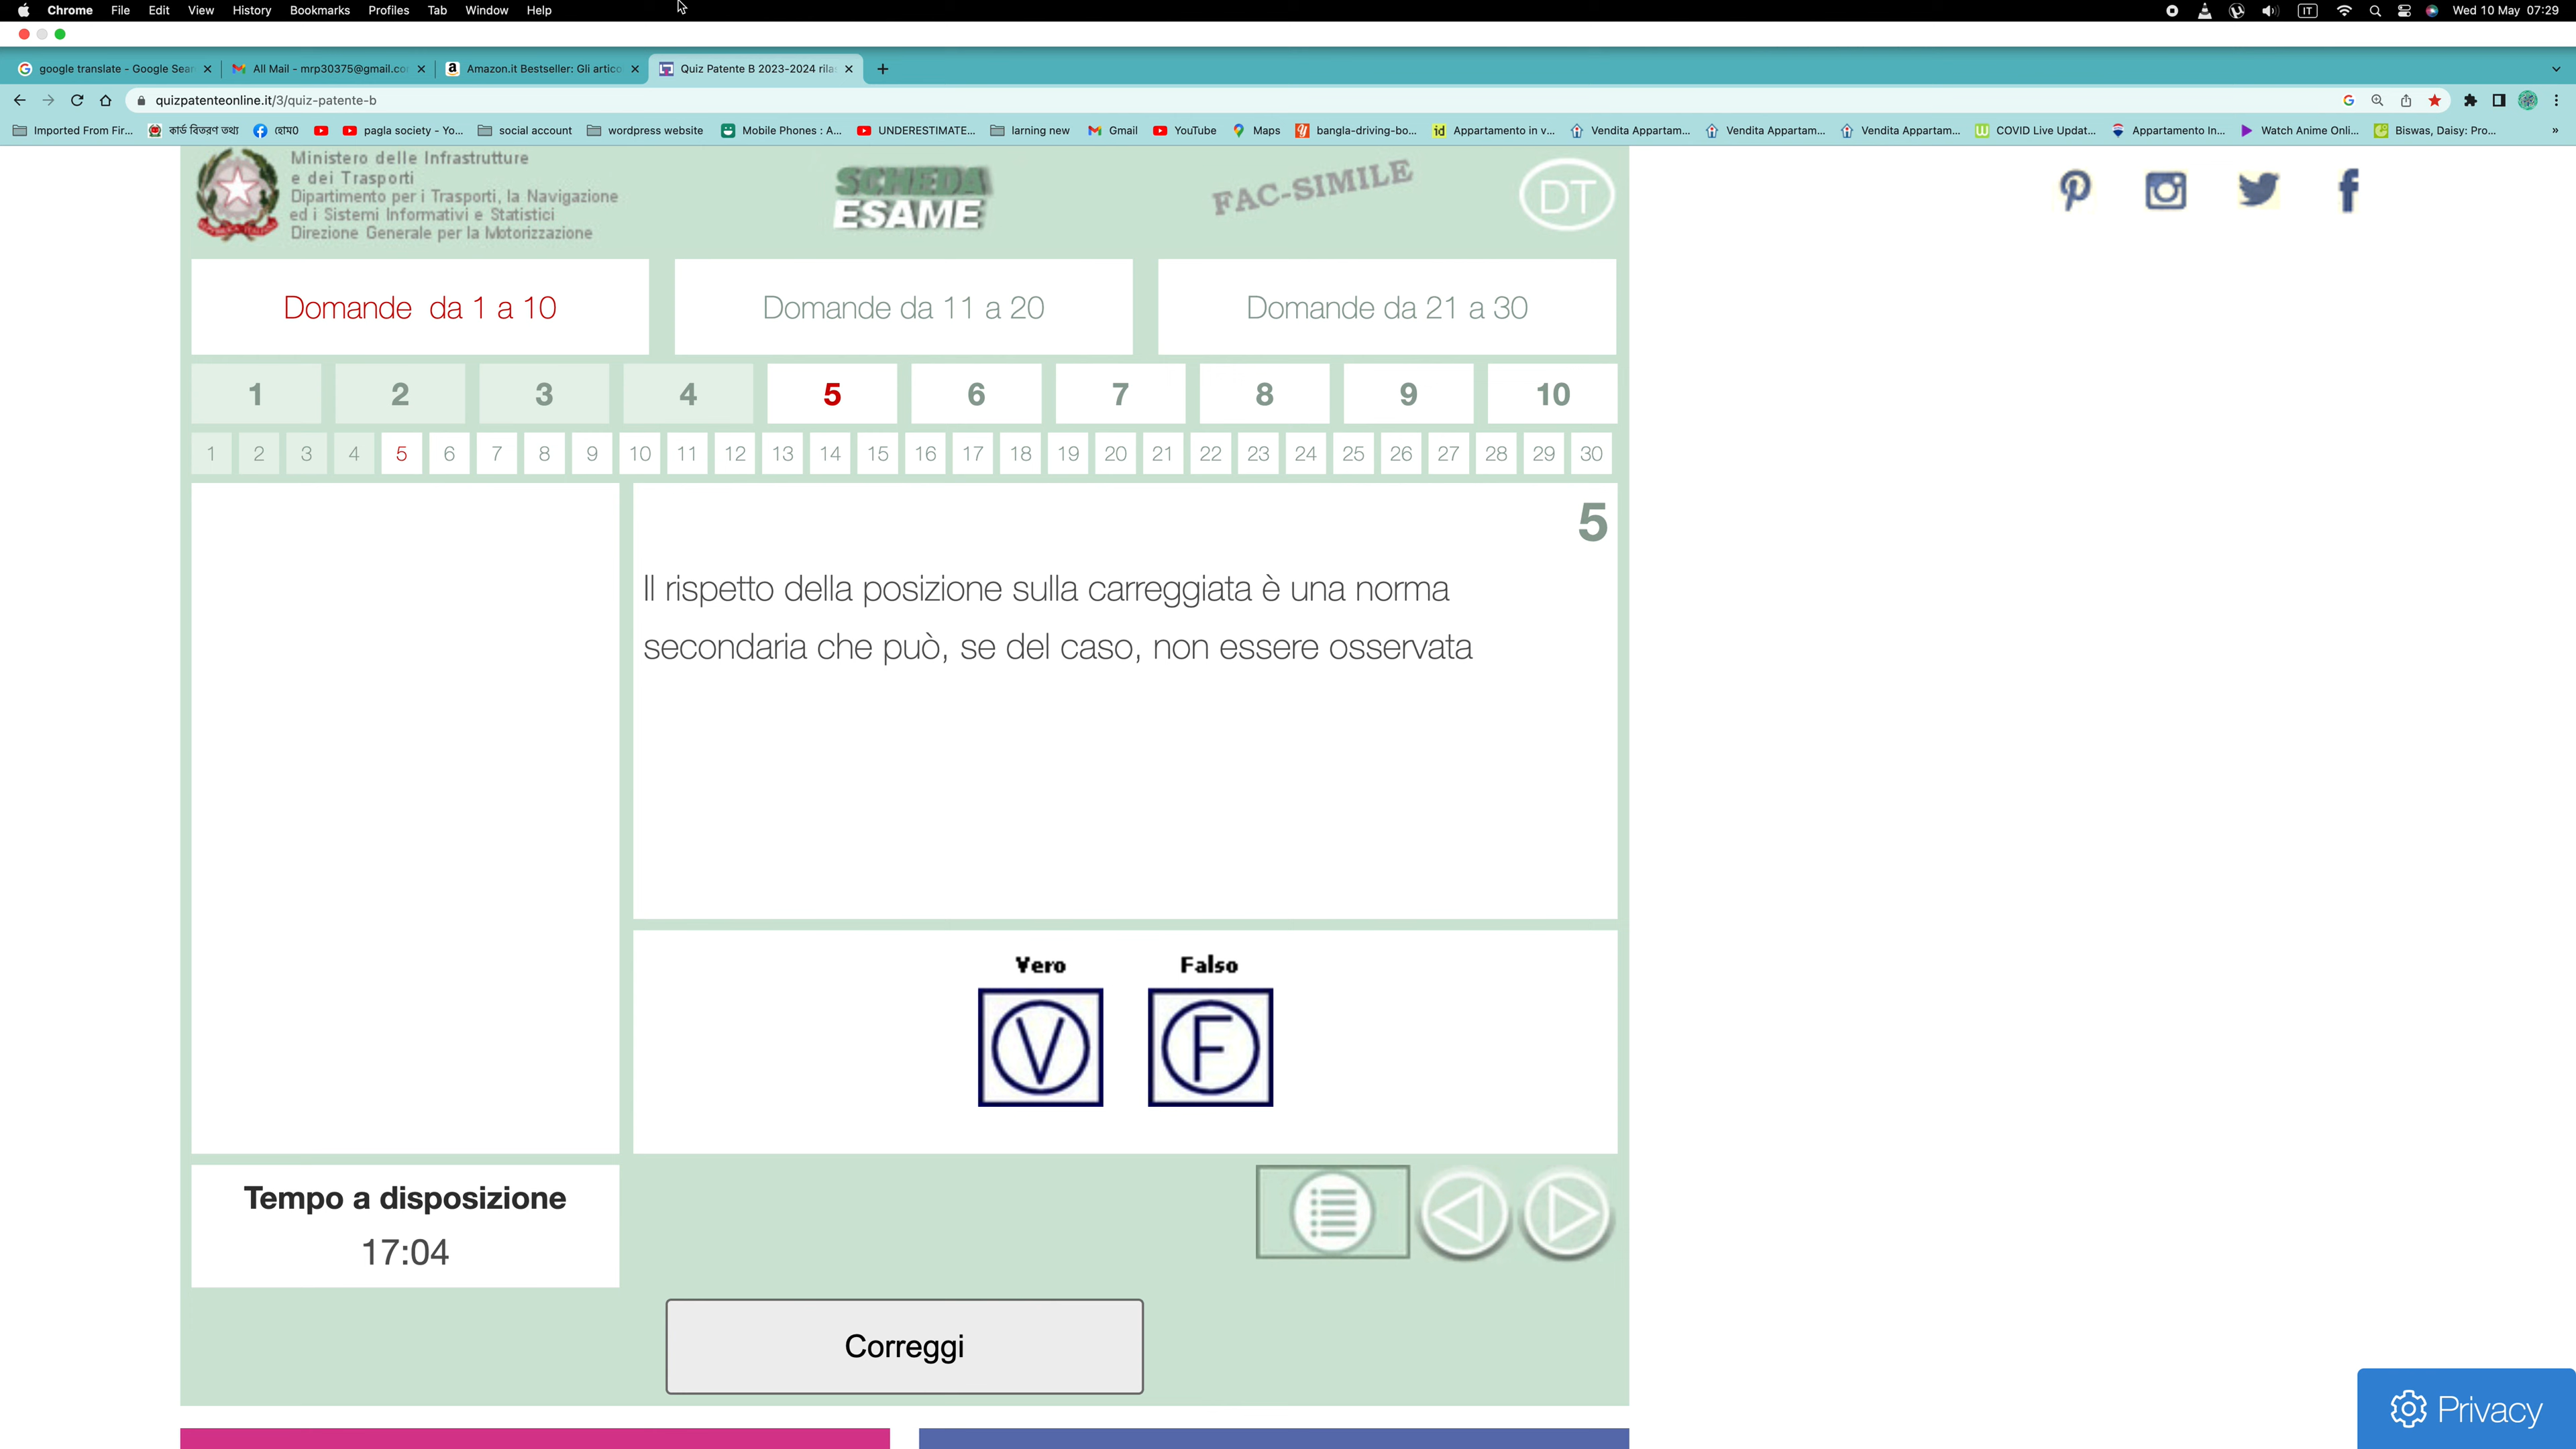 Chrome File Edit View History Bookmarks Profiles Tab Window Help
IT Wed 10 May 07:29
google translate - Google Sear
All Mail - mrp30375@gmail.co
Amazon.it Bestseller: Gli artico
Quiz Patente B 2023-2024 rila
quizpatenteonline.it/3/quiz-patente-b
Imported From Fir... কার্ড বিতরণ তথ্য হোম0 pagla society - Yo... social account wordpress website Mobile Phones : A... UNDERESTIMATE... larning new Gmail YouTube Maps bangla-driving-bo... Appartamento in v... Vendita Appartam... Vendita Appartam... Vendita Appartam... COVID Live Updat... Appartamento In... Watch Anime Onli... Biswas, Daisy: Pro... »
Ministero delle Infrastrutture
e dei Trasporti
Dipartimento per i Trasporti, la Navigazione
ed i Sistemi Informativi e Statistici
Direzione Generale per la Motorizzazione
SCHEDA
ESAME
FAC-SIMILE
DT
Domande da 1 a 10
Domande da 11 a 20
Domande da 21 a 30
1 2 3 4 5 6 7 8 9 10
1 2 3 4 5 6 7 8 9 10 11 12 13 14 15 16 17 18 19 20 21 22 23 24 25 26 27 28 29 30
5
Il rispetto della posizione sulla carreggiata è una norma
secondaria che può, se del caso, non essere osservata
Vero Falso
V F
Tempo a disposizione
17:04
Correggi
Privacy